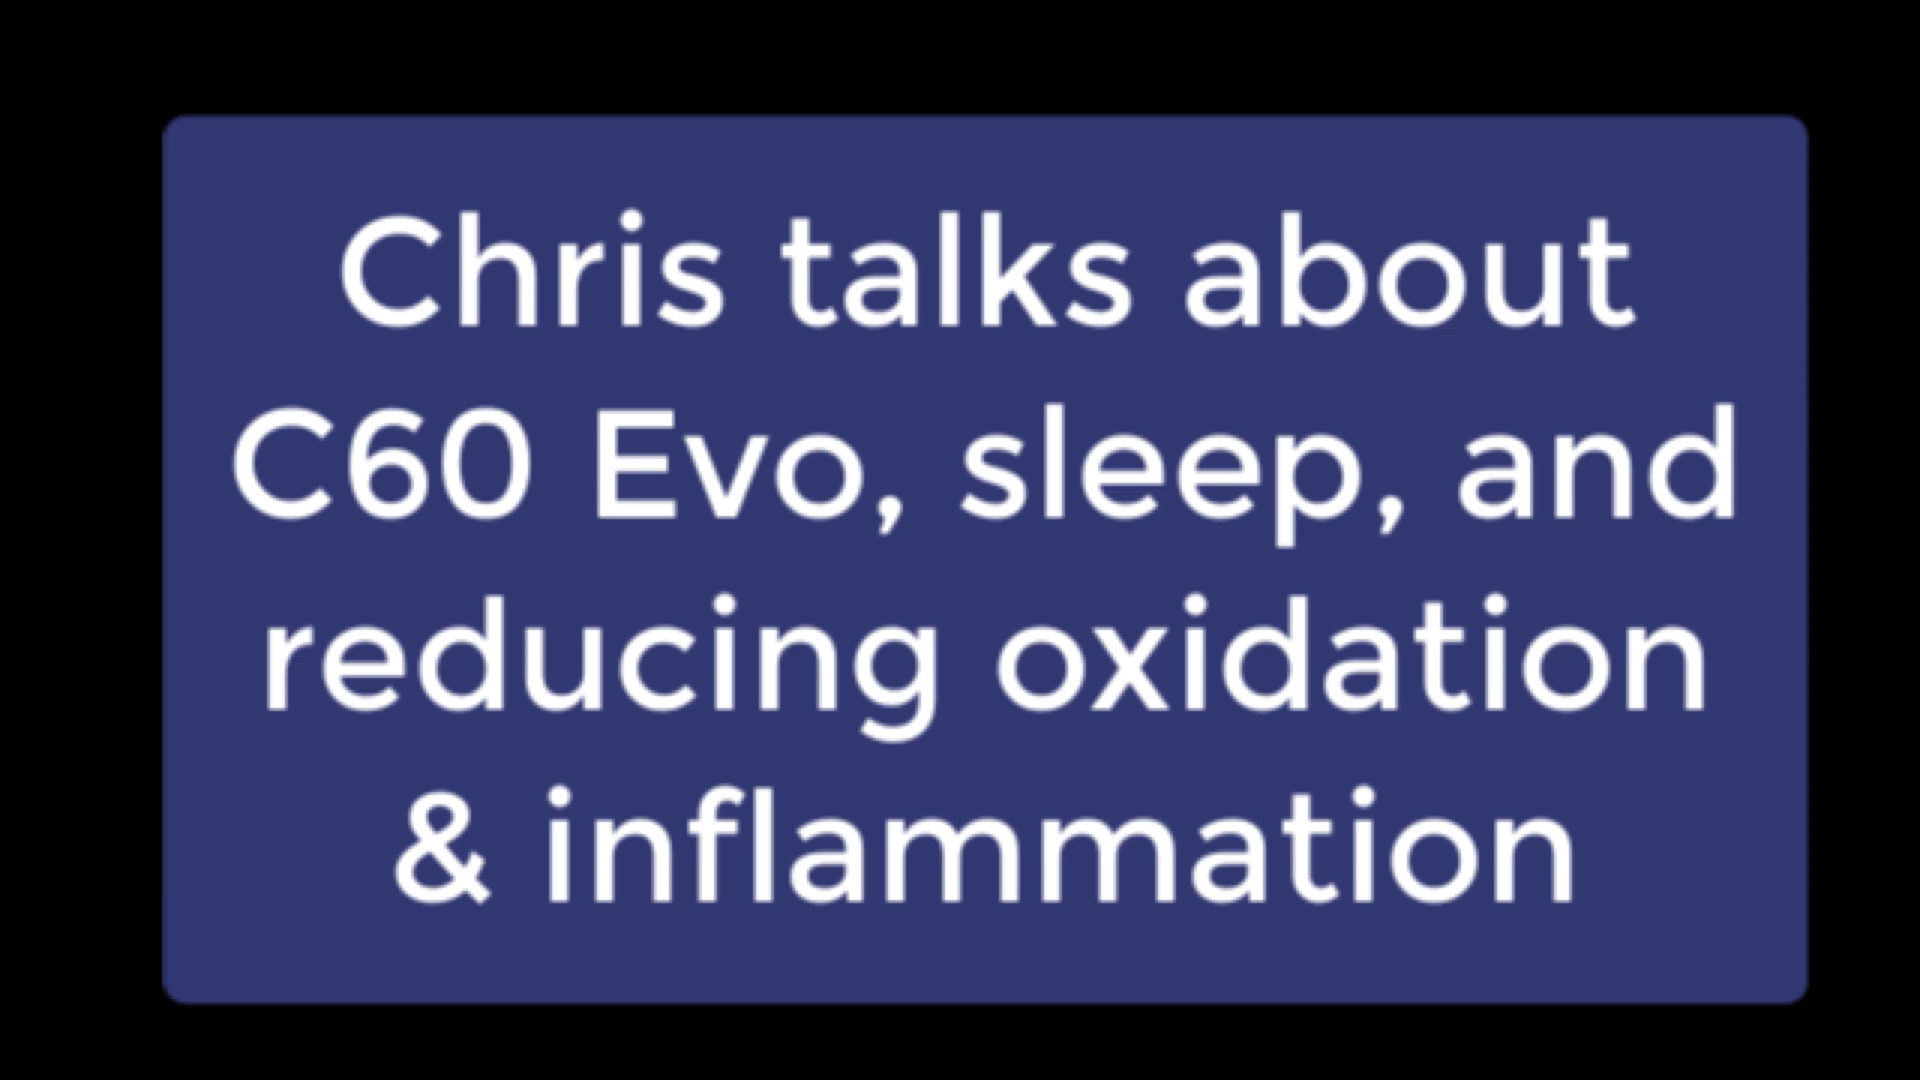 Chris talks about
C60 Evo, sleep, and
reducing oxidation
& inflammation